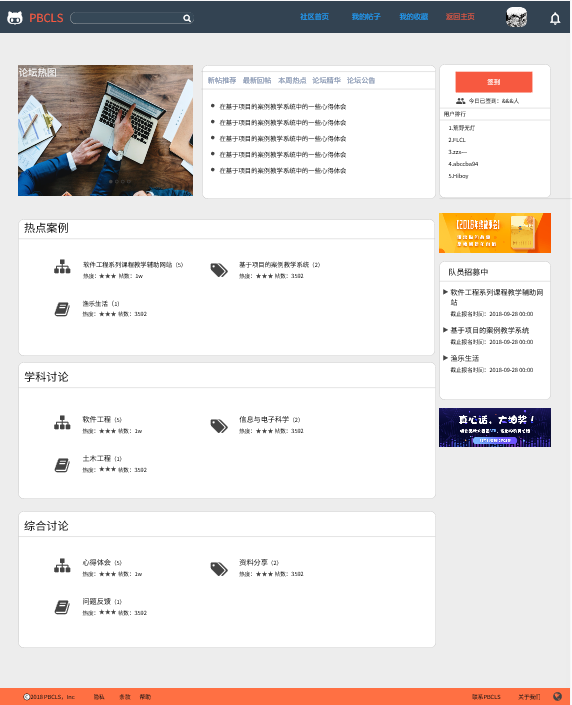 PBCLS
社区首页 我的帖子 我的收藏 返回主页
论坛热图
新帖推荐 最新回帖 本周热点 论坛精华 论坛公告
在基于项目的案例教学系统中的一些心得体会
在基于项目的案例教学系统中的一些心得体会
在基于项目的案例教学系统中的一些心得体会
在基于项目的案例教学系统中的一些心得体会
在基于项目的案例教学系统中的一些心得体会
签到
今日已签到：&&&人
用户排行
1.荒野无灯
2.FLCL
3.zzs---
4.abczba94
5.Hiboy
热点案例
软件工程系列课程教学辅助网站（5）
热度：★★★ 帖数：1w
基于项目的案例教学系统（2）
热度：★★★ 帖数：3592
渔乐生活（1）
热度：★★★ 帖数：3592
队员招募中
软件工程系列课程教学辅助网站
截止报名时间：2018-09-28 00:00
基于项目的案例教学系统
截止报名时间：2018-09-28 00:00
渔乐生活
截止报名时间：2018-09-28 00:00
学科讨论
软件工程（5）
热度：★★★ 帖数：1w
信息与电子科学（2）
热度：★★★ 帖数：3592
土木工程（1）
热度：★★★ 帖数：3592
真心话，大冲奖！
综合讨论
心得体会（5）
热度：★★★ 帖数：1w
资料分享（2）
热度：★★★ 帖数：3592
问题反馈（1）
热度：★★★ 帖数：3592
©2018 PBCLS，Inc 隐私 条款 帮助 联系PBCLS 关于我们